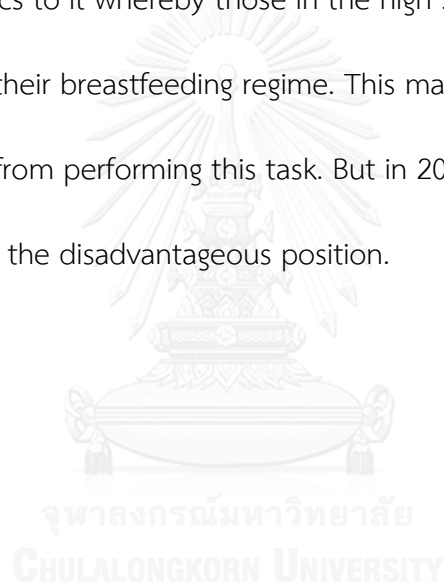 cs to it whereby those in the high
their breastfeeding regime. This ma
from performing this task. But in 20
the disadvantageous position.
จุฬาลงกรณ์มหาวิทยาลัย
CHULALONGKORN UNIVERSITY